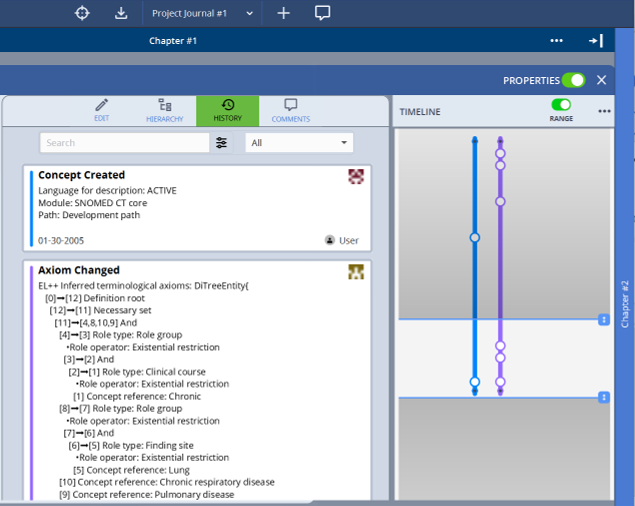 Project Journal #1
Chapter #1
PROPERTIES
EDIT
HIERARCHY
HISTORY
COMMENTS
TIMELINE
RANGE
Search
All
Concept Created
Language for description: ACTIVE
Module: SNOMED CT core
Path: Development path
01-30-2005
User
Axiom Changed
EL++ Inferred terminological axioms: DiTreeEntity{
[0]➞[12] Definition root
[12]➞[11] Necessary set
[11]➞[4,8,10,9] And
[4]➞[3] Role type: Role group
•Role operator: Existential restriction
[3]➞[2] And
[2]➞[1] Role type: Clinical course
•Role operator: Existential restriction
[1] Concept reference: Chronic
[8]➞[7] Role type: Role group
•Role operator: Existential restriction
[7]➞[6] And
[6]➞[5] Role type: Finding site
•Role operator: Existential restriction
[5] Concept reference: Lung
[10] Concept reference: Chronic respiratory disease
[9] Concept reference: Pulmonary disease
Chapter #2